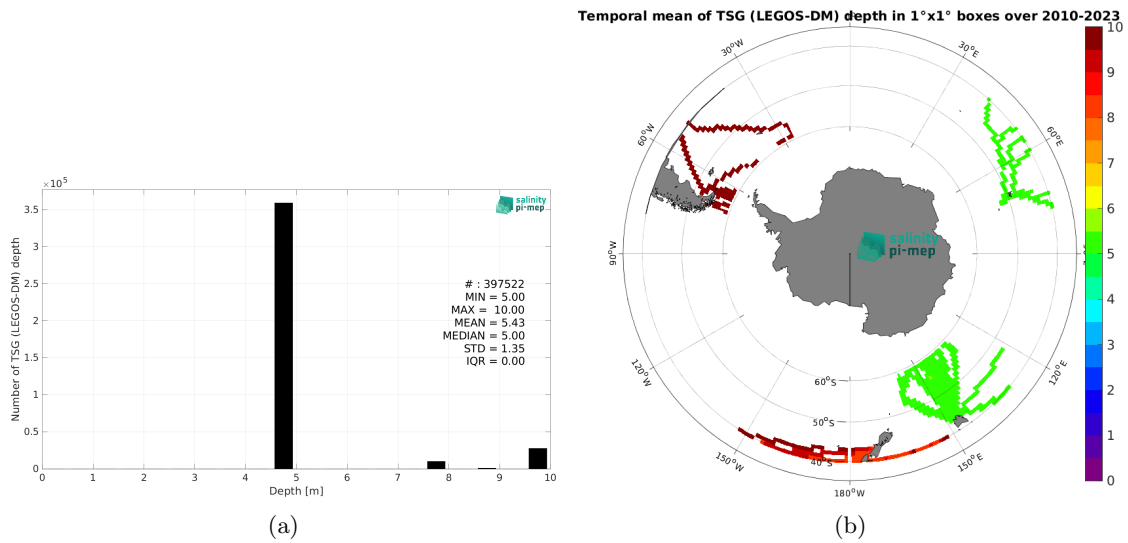 Temporal mean of TSG (LEGOS-DM) depth in 1°x1° boxes over 2010-2023
×10⁵
Number of TSG (LEGOS-DM) depth
3.5
3
2.5
2
1.5
1
0.5
0
salinity
pi-mep
# : 397522
MIN = 5.00
MAX = 10.00
MEAN = 5.43
MEDIAN = 5.00
STD = 1.35
IQR = 0.00
0 1 2 3 4 5 6 7 8 9 10
Depth [m]
(a)
30°W
30°E
60°W
60°E
90°W
salinity
pi-mep
120°W
120°E
150°W
150°E
180°W
60°S
50°S
40°S
10
9
8
7
6
5
4
3
2
1
0
(b)